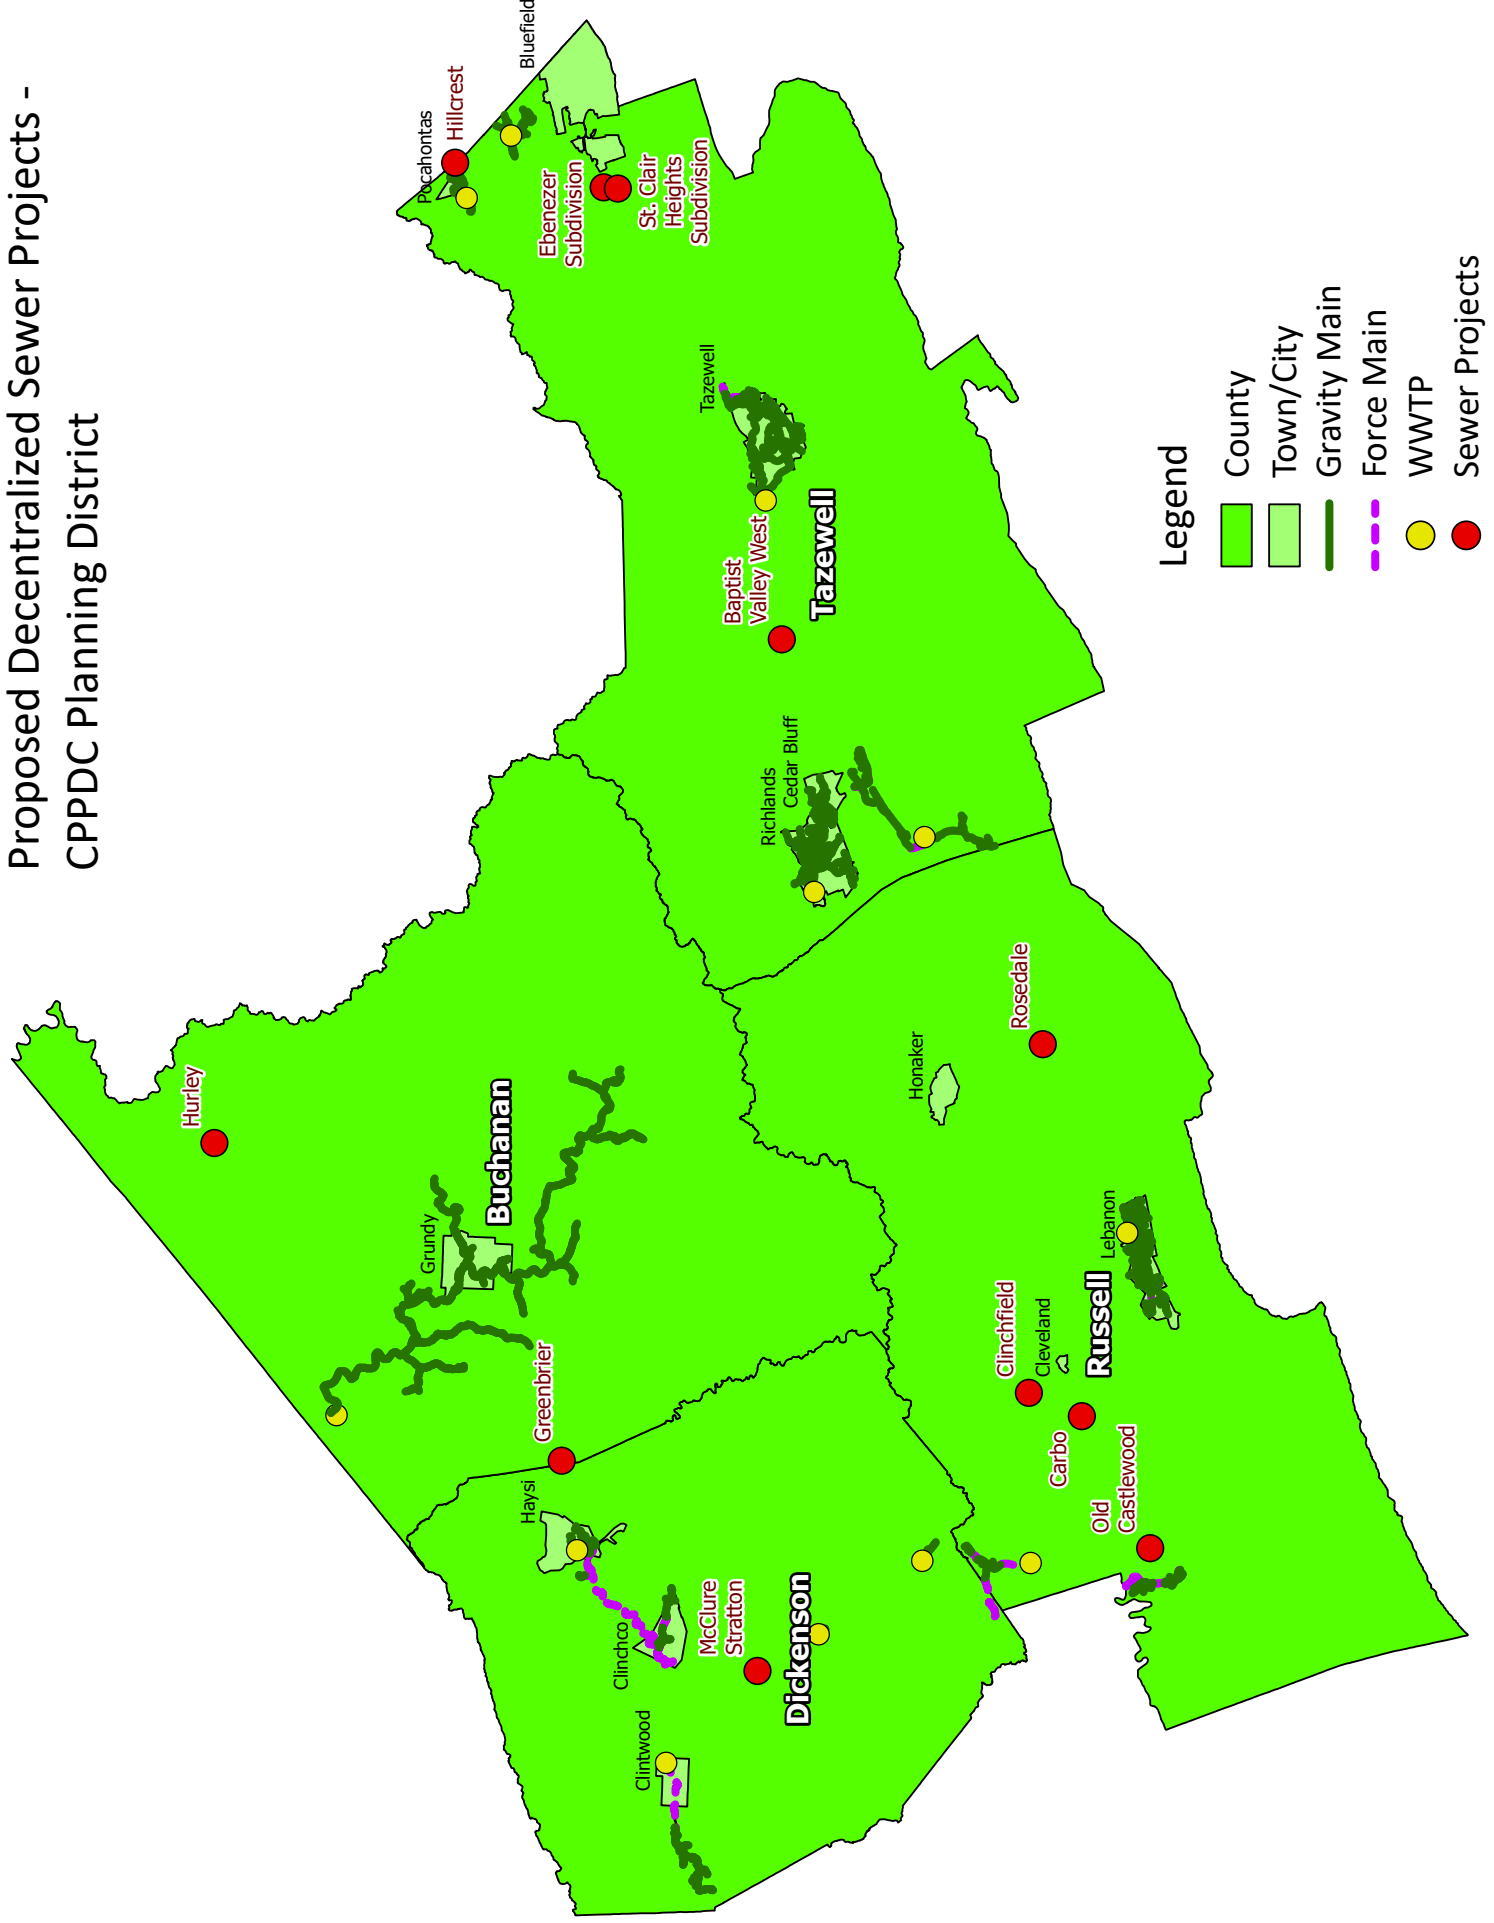 Proposed Decentralized Sewer Projects -
CPPDC Planning District
Hurley
Grundy
Buchanan
Greenbrier
Haysi
Clinchco
Clintwood
McClure
Stratton
Dickenson
Pocahontas
Hillcrest
Bluefield
Ebenezer
Subdivision
St. Clair
Heights
Subdivision
Tazewell
Baptist
Valley West
Tazewell
Richlands
Cedar Bluff
Honaker
Rosedale
Lebanon
Russell
Clinchfield
Cleveland
Carbo
Old
Castlewood
Legend
County
Town/City
Gravity Main
Force Main
WWTP
Sewer Projects